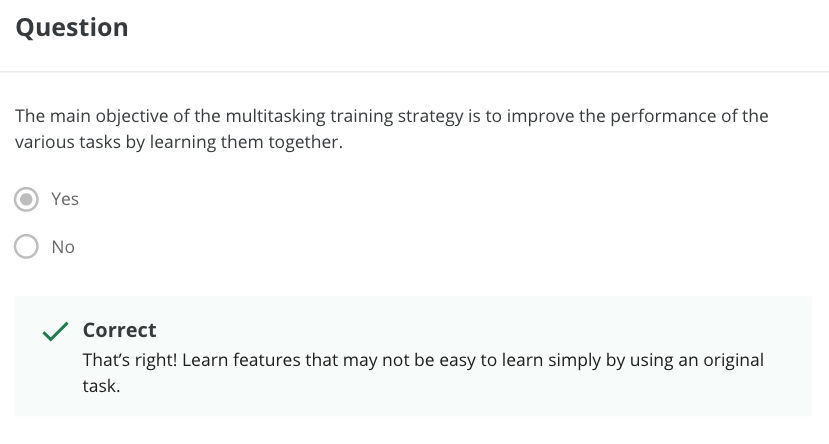 Question
The main objective of the multitasking training strategy is to improve the performance of the
various tasks by learning them together.
Yes
No
Correct
That’s right! Learn features that may not be easy to learn simply by using an original
task.